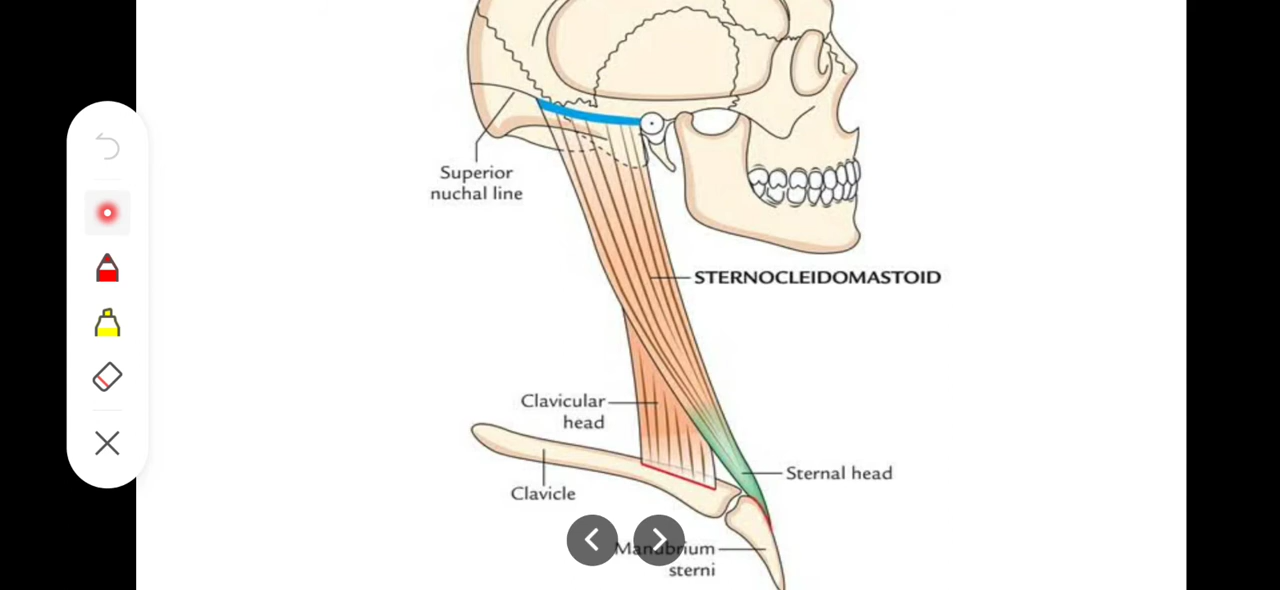 Superior
nuchal line
STERNOCLEIDOMASTOID
Clavicular
head
Sternal head
Clavicle
Manubrium
sterni